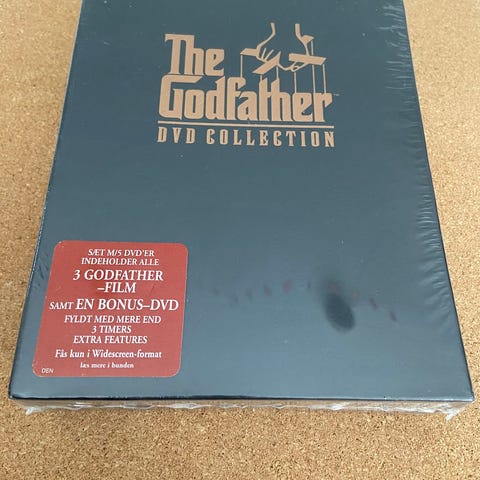 The
Godfather™
DVD COLLECTION
SÆT M/5 DVD'ER
INDEHOLDER ALLE
3 GODFATHER
–FILM
SAMT EN BONUS–DVD
FYLDT MED MERE END
3 TIMERS
EXTRA FEATURES
Fås kun i Widescreen-format
læs mere i bunden
DEN